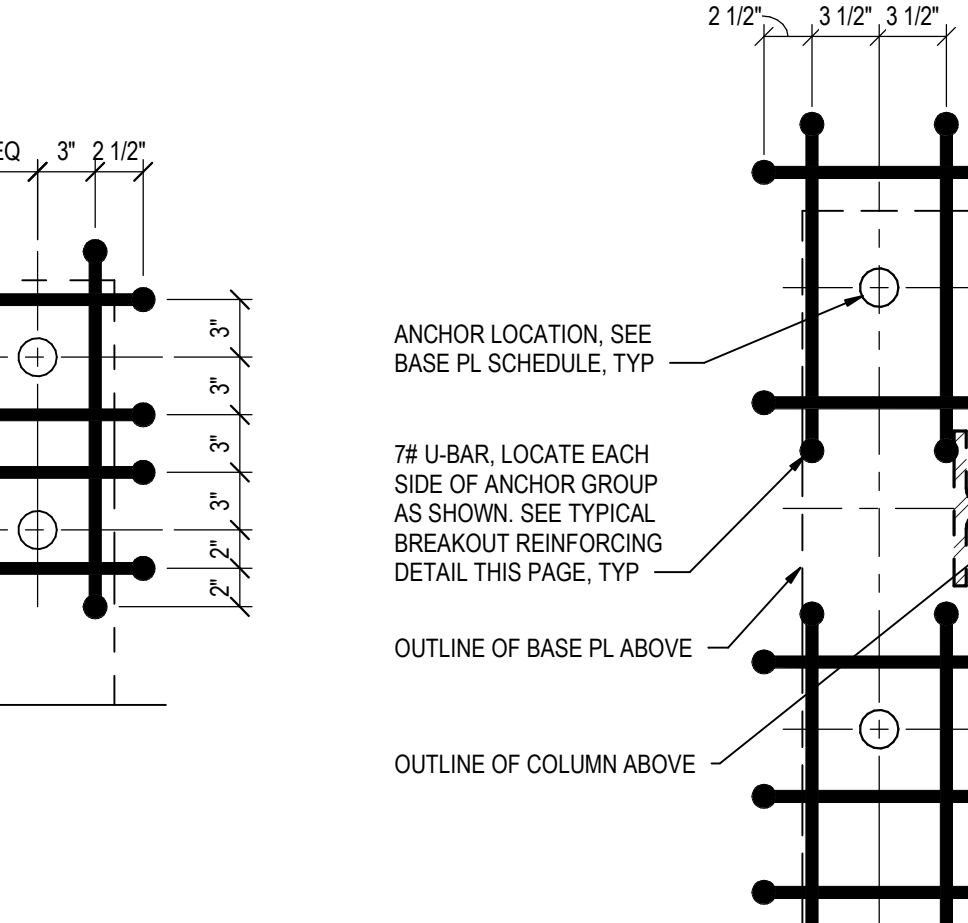 2 1/2" 3 1/2" 3 1/2"
EQ 3" 2 1/2"
3"
3"
3"
3"
2"
2"
ANCHOR LOCATION, SEE
BASE PL SCHEDULE, TYP
7# U-BAR, LOCATE EACH
SIDE OF ANCHOR GROUP
AS SHOWN. SEE TYPICAL
BREAKOUT REINFORCING
DETAIL THIS PAGE, TYP
OUTLINE OF BASE PL ABOVE
OUTLINE OF COLUMN ABOVE